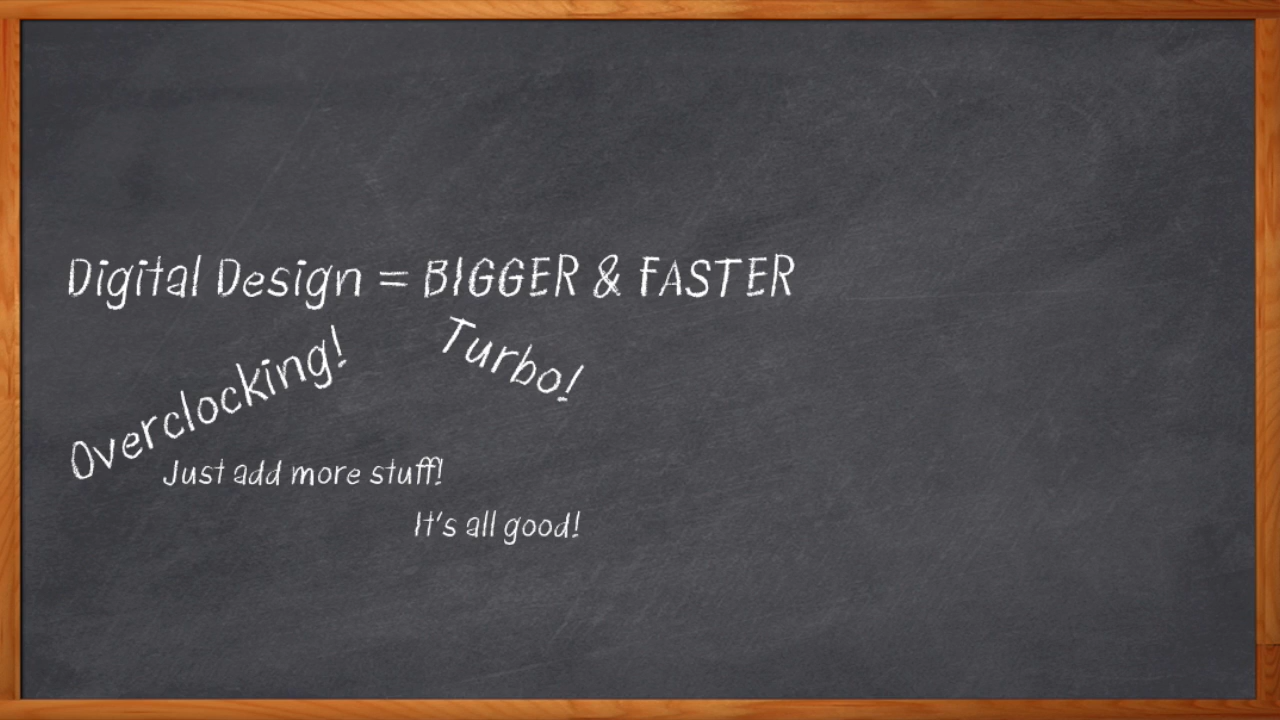 Digital Design = BIGGER & FASTER
Overclocking!
Turbo!
Just add more stuff!
It's all good!